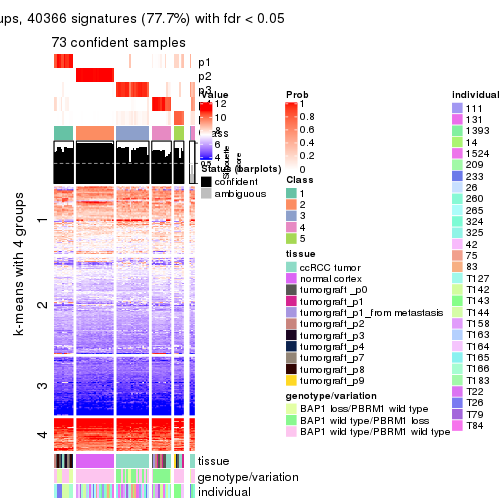 ups, 40366 signatures (77.7%) with fdr < 0.05
73 confident samples
p1
p2
p3
Value
12
10
8
6
4
Silhouette
score
Status (barplots)
confident
ambiguous
k-means with 4 groups
1
2
3
4
tissue
genotype/variation
individual
Prob
1
0.8
0.6
0.4
0.2
0
Class
1
2
3
4
5
tissue
ccRCC tumor
normal cortex
tumorgraft_p0
tumorgraft_p1
tumorgraft_p1_from metastasis
tumorgraft_p2
tumorgraft_p3
tumorgraft_p4
tumorgraft_p7
tumorgraft_p8
tumorgraft_p9
genotype/variation
BAP1 loss/PBRM1 wild type
BAP1 wild type/PBRM1 loss
BAP1 wild type/PBRM1 wild type
individual
111
131
1393
14
1524
209
233
26
260
265
324
325
42
75
83
T127
T142
T143
T144
T158
T163
T164
T165
T166
T183
T22
T26
T79
T84